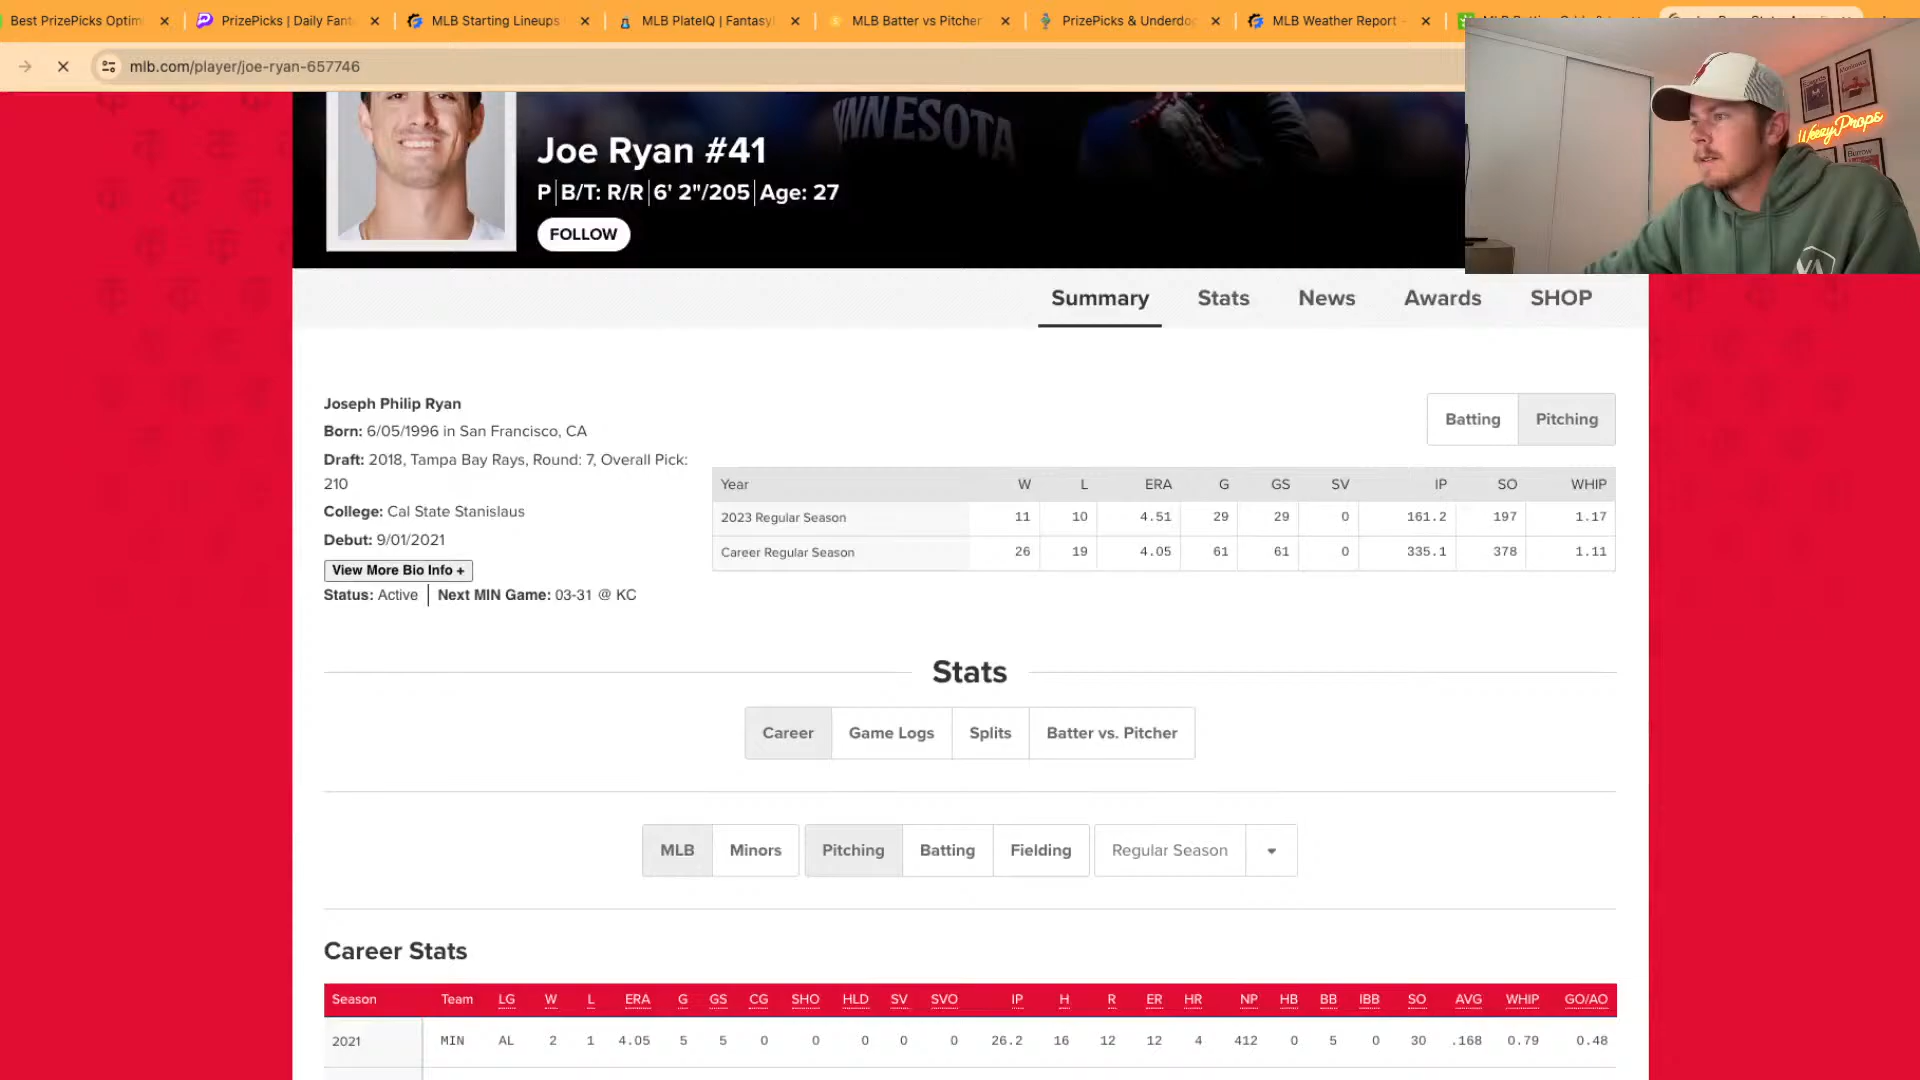 Best PrizePicks Optim
PrizePicks | Daily Fant
MLB Starting Lineups
MLB PlateIQ | Fantasy
MLB Batter vs Pitcher
PrizePicks & Underdo
MLB Weather Report -
mlb.com/player/joe-ryan-657746
INNESOTA
Joe Ryan #41
P B/T: R/R 6' 2"/205 Age: 27
FOLLOW
WeezyProps
Burrow
Summary Stats News Awards SHOP
Joseph Philip Ryan
Born: 6/05/1996 in San Francisco, CA
Draft: 2018, Tampa Bay Rays, Round: 7, Overall Pick:
210
College: Cal State Stanislaus
Debut: 9/01/2021
View More Bio Info +
Status: Active Next MIN Game: 03-31 @ KC
Batting Pitching
Year W L ERA G GS SV IP SO WHIP
2023 Regular Season 11 10 4.51 29 29 0 161.2 197 1.17
Career Regular Season 26 19 4.05 61 61 0 335.1 378 1.11
Stats
Career Game Logs Splits Batter vs. Pitcher
MLB Minors Pitching Batting Fielding Regular Season
Career Stats
Season Team LG W L ERA G GS CG SHO HLD SV SVO IP H R ER HR NP HB BB IBB SO AVG WHIP GO/AO
2021 MIN AL 2 1 4.05 5 5 0 0 0 0 0 26.2 16 12 12 4 412 0 5 0 30 .168 0.79 0.48